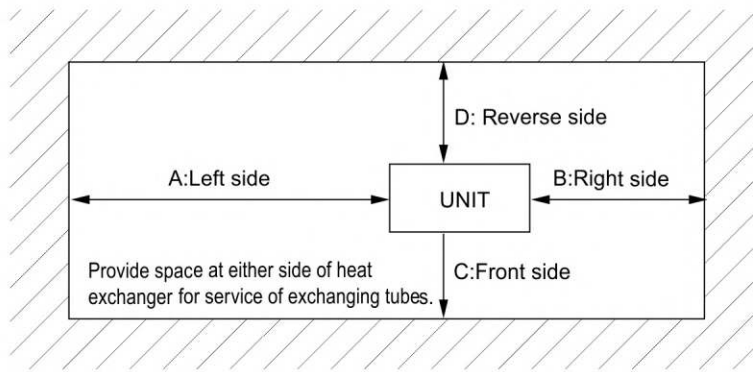 D: Reverse side
A:Left side
B:Right side
UNIT
Provide space at either side of heat
exchanger for service of exchanging tubes.
C:Front side